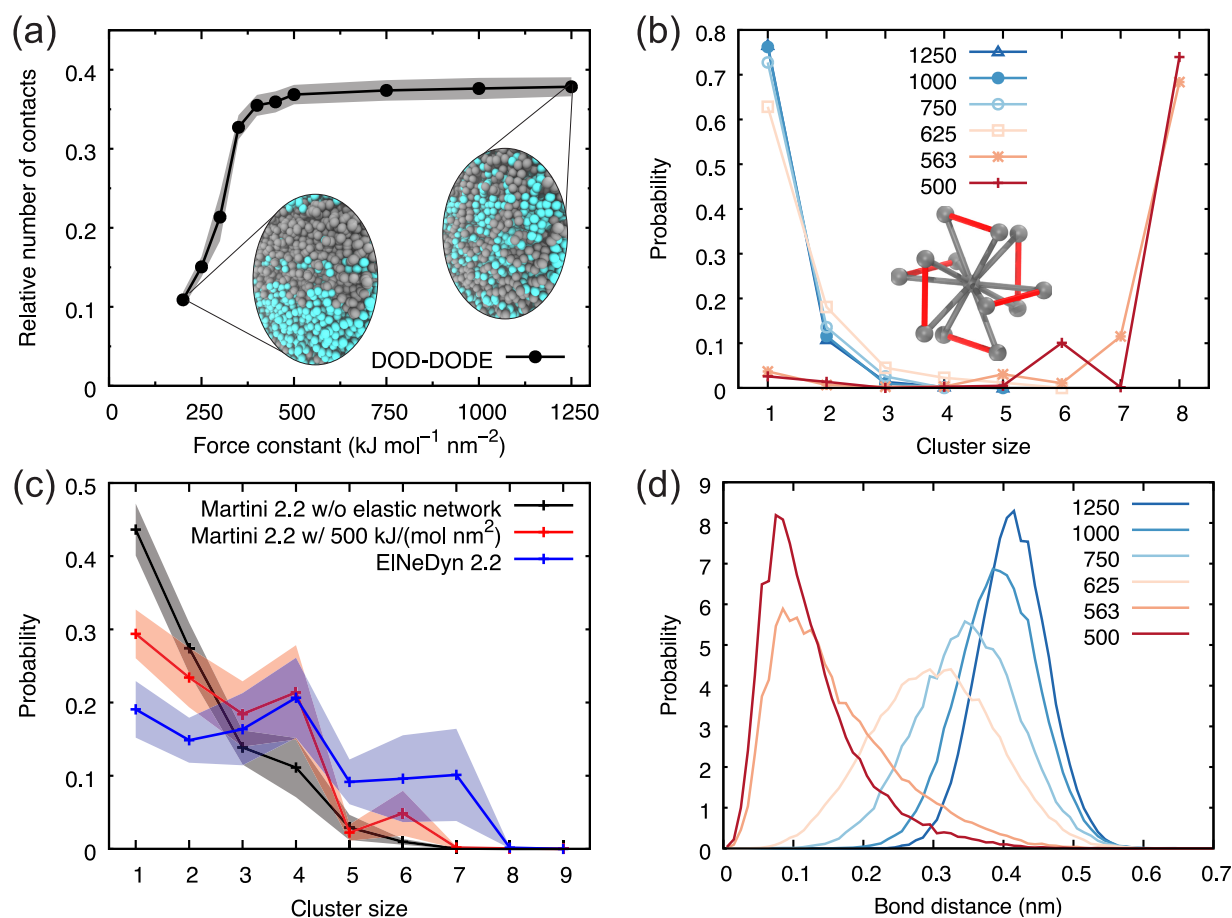 (a)
Relative number of contacts
0.4
0.3
0.2
0.1
0
DOD-DODE
0 250 500 750 1000 1250
Force constant (kJ mol⁻¹ nm⁻²)
(b)
Probability
0.8
0.7
0.6
0.5
0.4
0.3
0.2
0.1
0
1250
1000
750
625
563
500
1 2 3 4 5 6 7 8
Cluster size
(c)
Probability
0.5
0.4
0.3
0.2
0.1
0
Martini 2.2 w/o elastic network
Martini 2.2 w/ 500 kJ/(mol nm²)
ElNeDyn 2.2
1 2 3 4 5 6 7 8 9
Cluster size
(d)
Probability
9
8
7
6
5
4
3
2
1
0
1250
1000
750
625
563
500
0 0.1 0.2 0.3 0.4 0.5 0.6 0.7
Bond distance (nm)